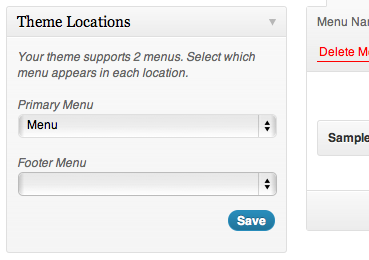 Theme Locations
Your theme supports 2 menus. Select which
menu appears in each location.
Primary Menu
Menu
Footer Menu
Save
Menu
Delete
Sample